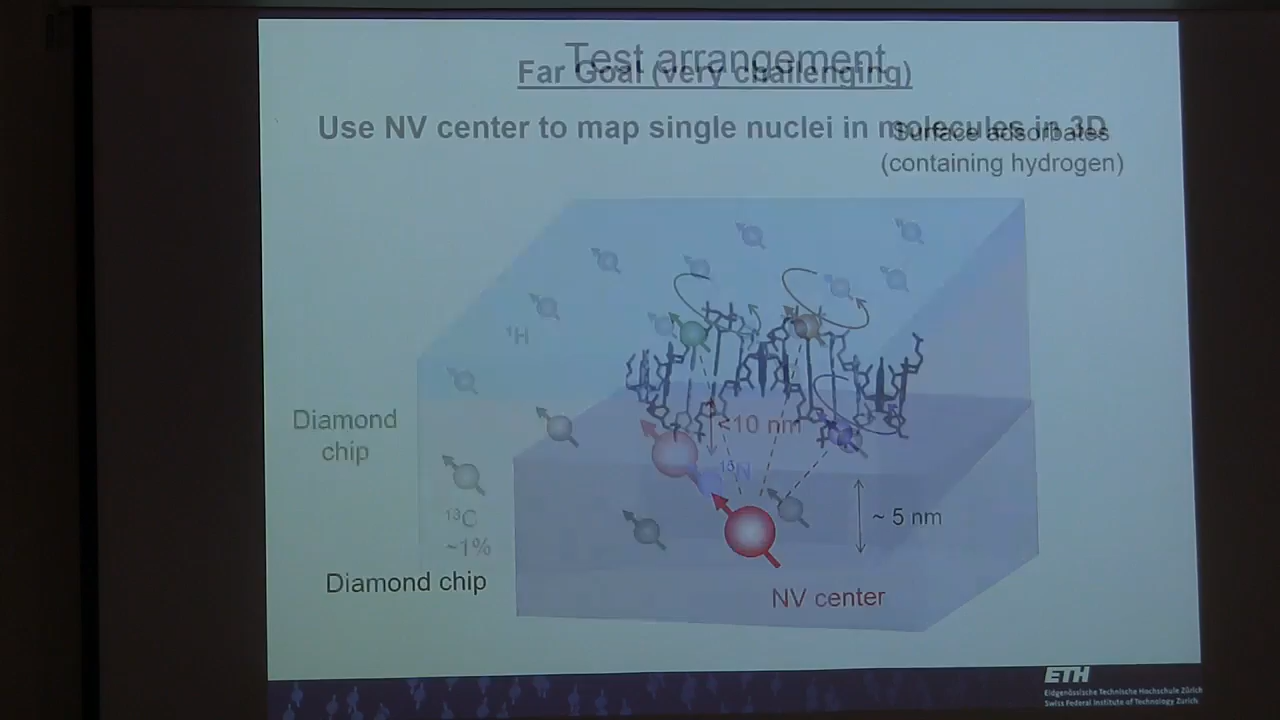 Test arrangement
Far Goal (very challenging)
Use NV center to map single nuclei in molecules in 3D
Surface adsorbates
(containing hydrogen)
¹H
Diamond
chip
<10 nm
¹⁵N
¹³C
~1%
~ 5 nm
Diamond chip
NV center
ETH
Eidgenössische Technische Hochschule Zürich
Swiss Federal Institute of Technology Zurich